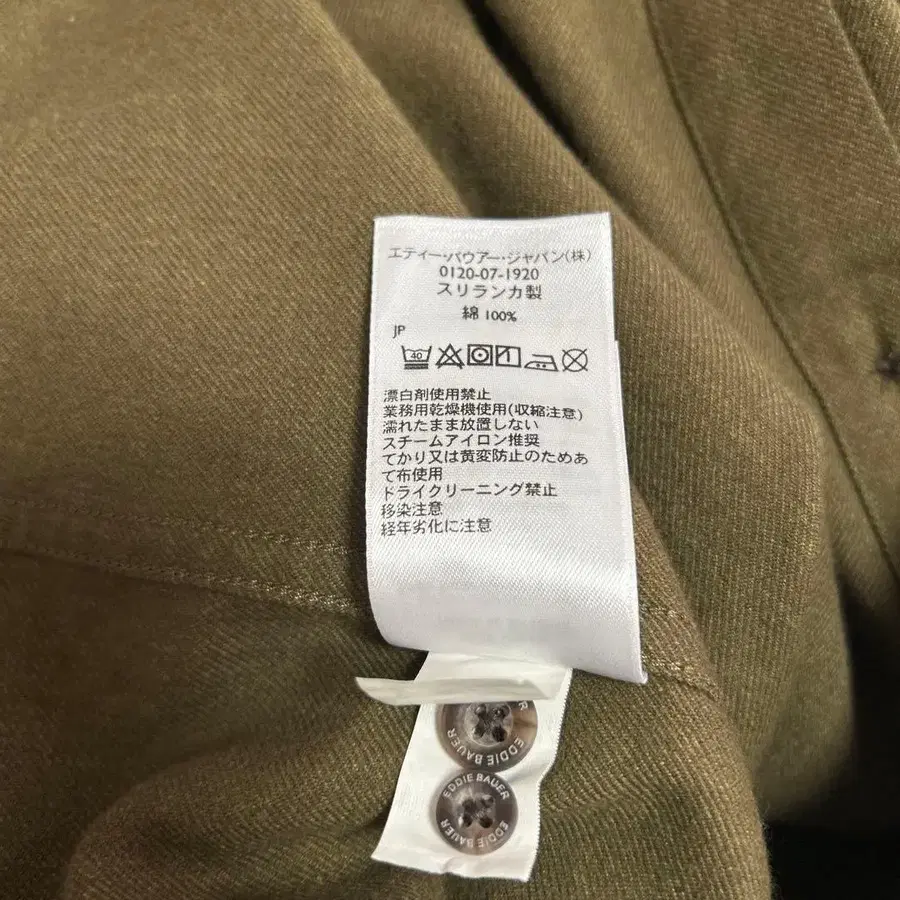 エディー・バウアー・ジャパン(株)
0120-07-1920
スリランカ製
綿 100%
JP
40
漂白剤使用禁止
業務用乾燥機使用(収縮注意)
濡れたまま放置しない
スチームアイロン推奨
てかり又は黄変防止のためあ
て布使用
ドライクリーニング禁止
移染注意
経年劣化に注意
EDDIE BAUER
EDDIE BAUER
EDDIE BAUER